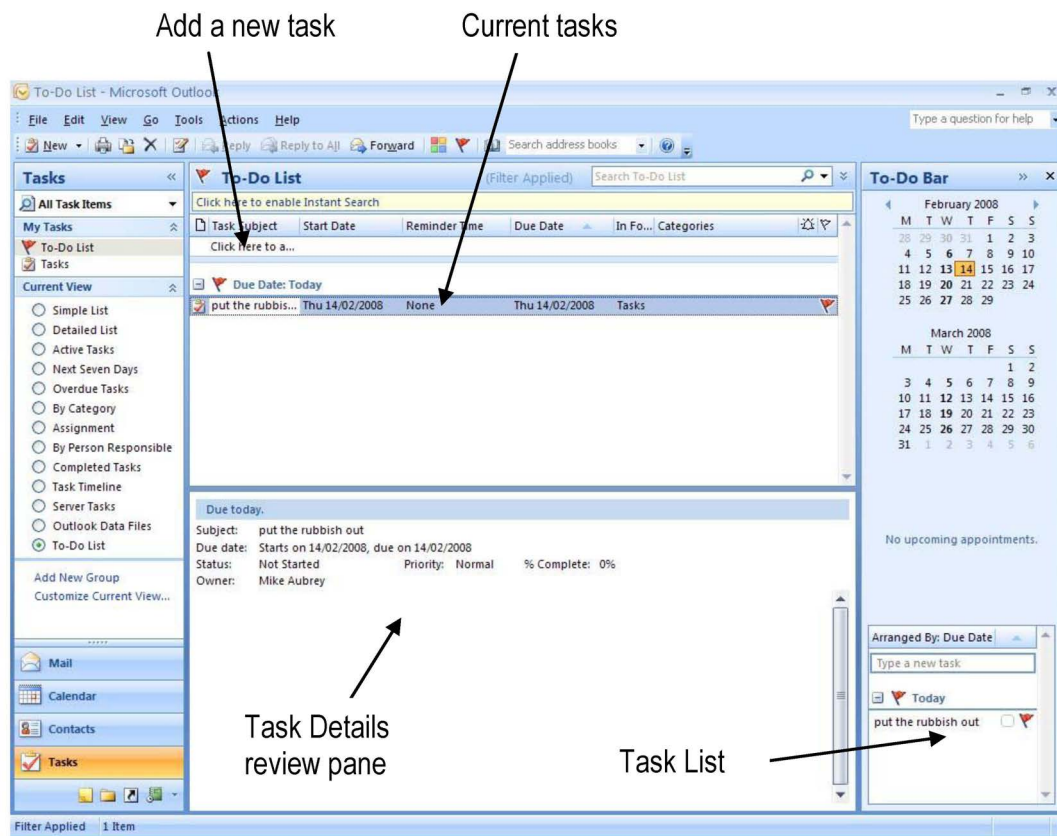 Add a new task
Current tasks
To-Do List - Microsoft Outlook
File Edit View Go Tools Actions Help
Type a question for help
New Reply Reply to All Forward Search address books
Tasks «
All Task Items
My Tasks
To-Do List
Tasks
Current View
Simple List
Detailed List
Active Tasks
Next Seven Days
Overdue Tasks
By Category
Assignment
By Person Responsible
Completed Tasks
Task Timeline
Server Tasks
Outlook Data Files
To-Do List
Add New Group
Customize Current View...
Mail
Calendar
Contacts
Tasks
To-Do List (Filter Applied) Search To-Do List
Click here to enable Instant Search
Task Subject Start Date Reminder Time Due Date In Fo... Categories
Click here to a...
Due Date: Today
put the rubbis... Thu 14/02/2008 None Thu 14/02/2008 Tasks
Due today.
Subject: put the rubbish out
Due date: Starts on 14/02/2008, due on 14/02/2008
Status: Not Started Priority: Normal % Complete: 0%
Owner: Mike Aubrey
Task Details
review pane
Task List
To-Do Bar »
February 2008
M T W T F S S
28 29 30 31 1 2 3
4 5 6 7 8 9 10
11 12 13 14 15 16 17
18 19 20 21 22 23 24
25 26 27 28 29
March 2008
M T W T F S S
1 2
3 4 5 6 7 8 9
10 11 12 13 14 15 16
17 18 19 20 21 22 23
24 25 26 27 28 29 30
31 1 2 3 4 5 6
No upcoming appointments.
Arranged By: Due Date
Type a new task
Today
put the rubbish out
Filter Applied 1 Item